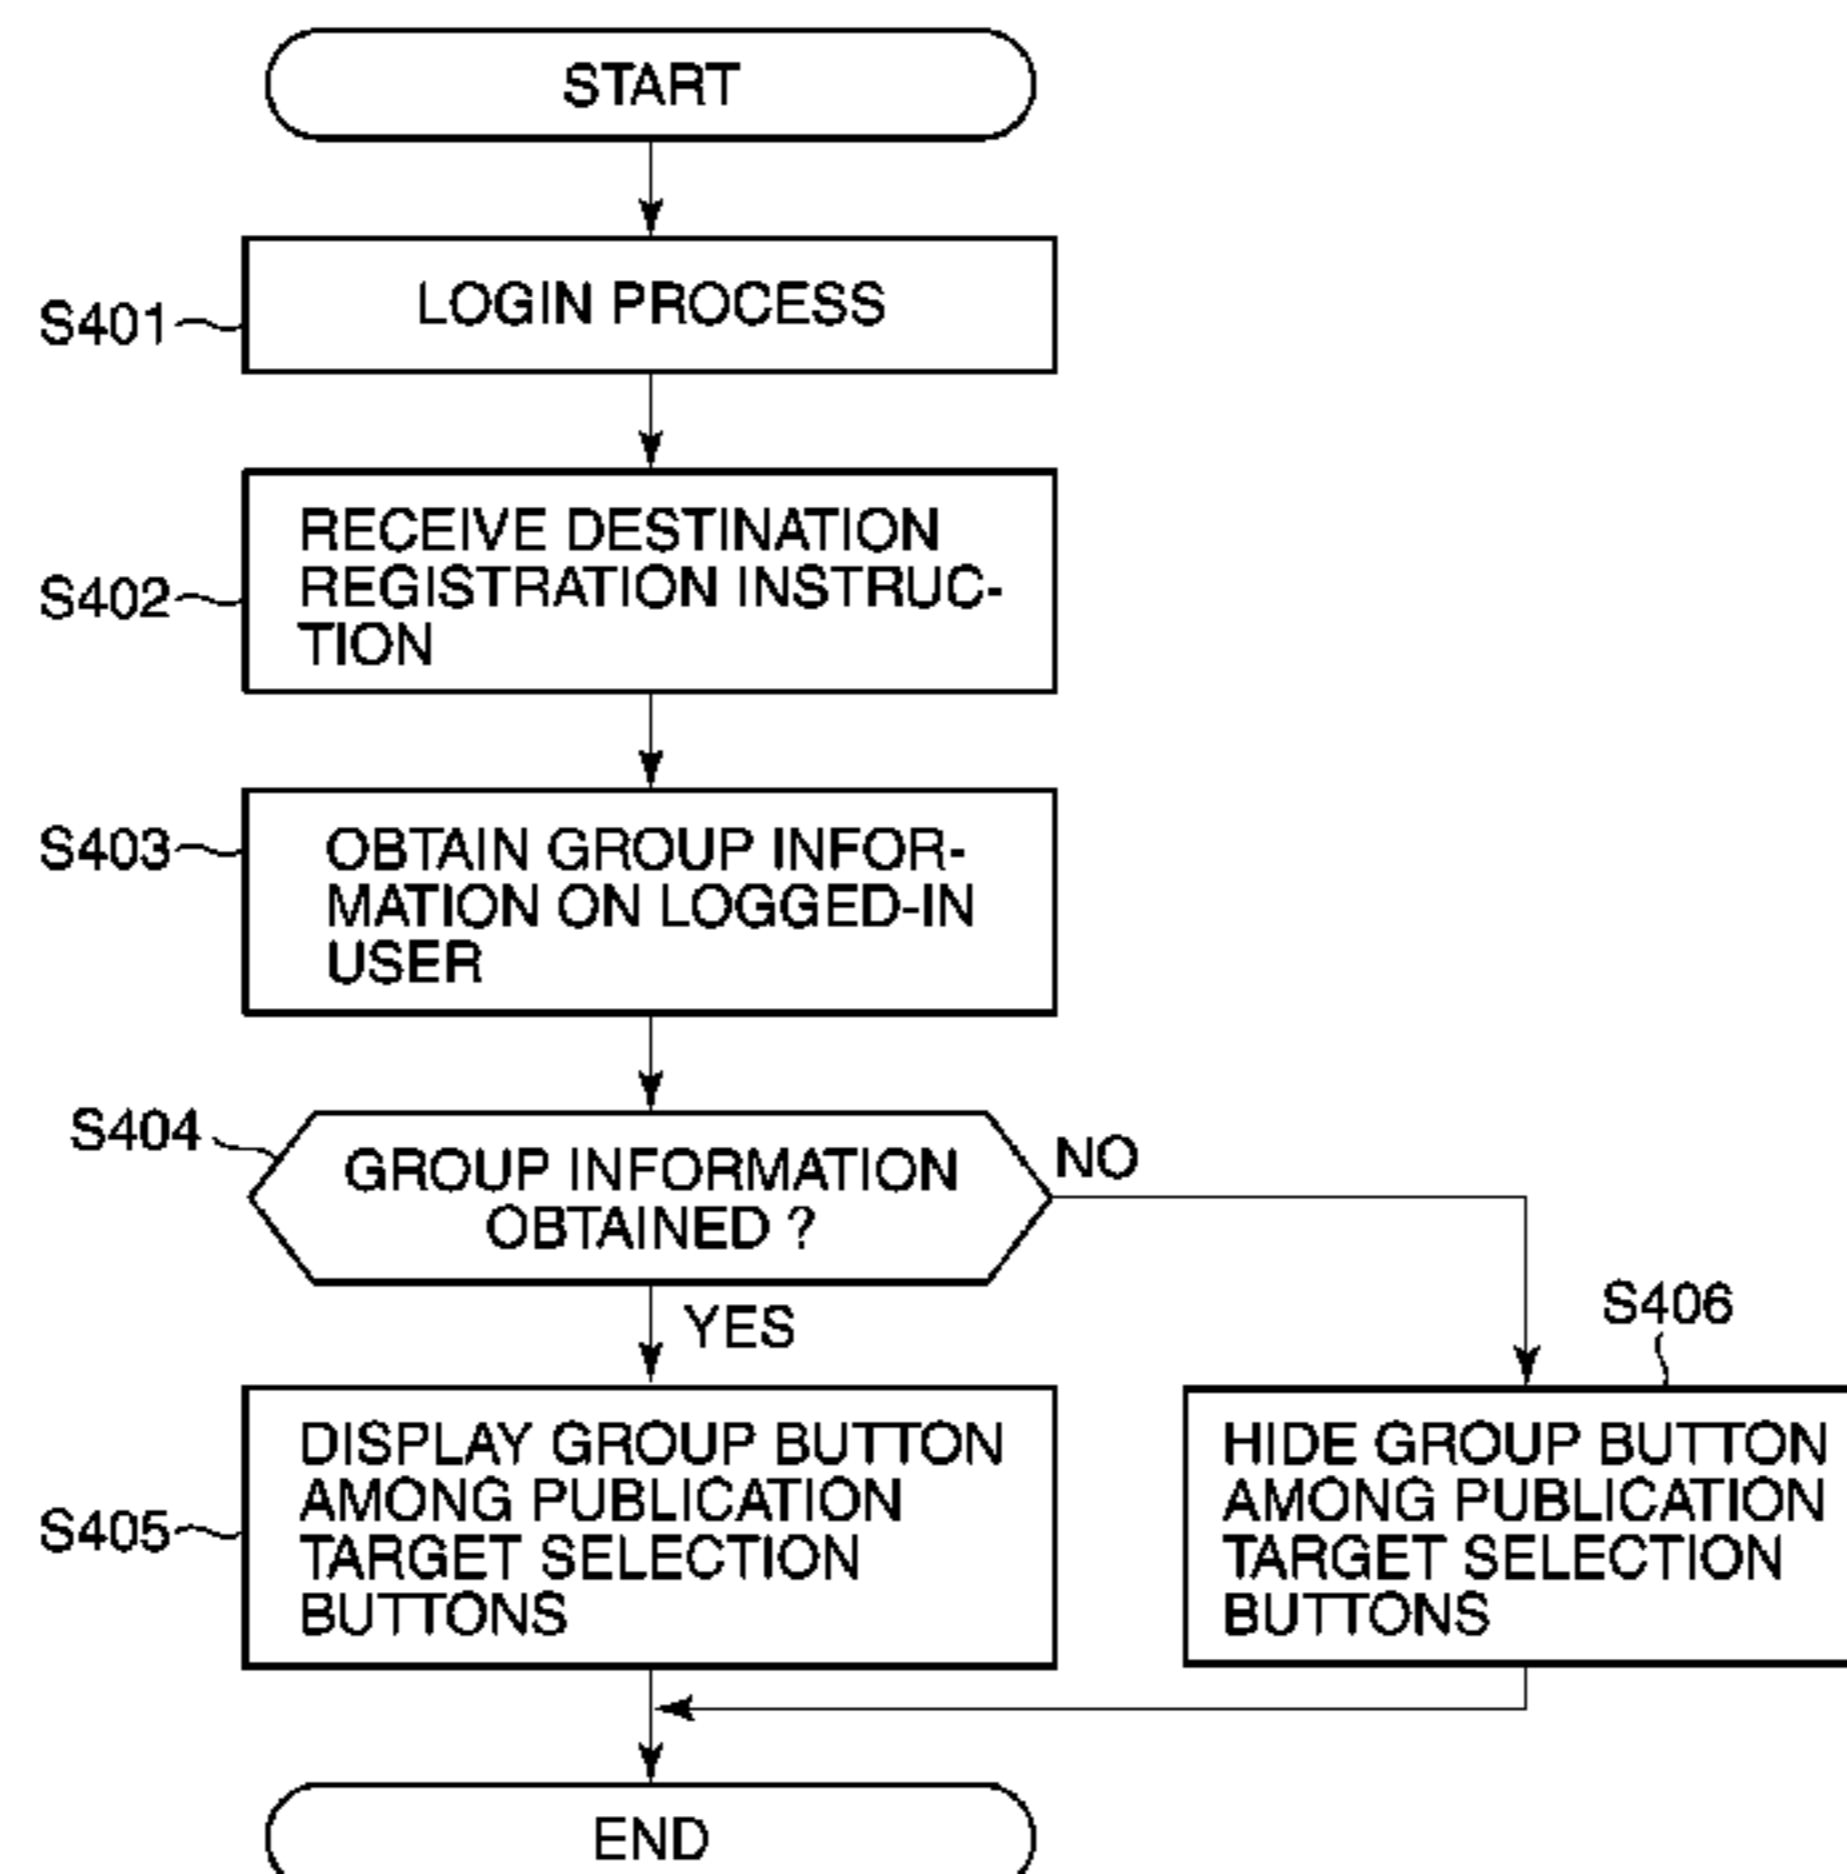 START
S401
LOGIN PROCESS
S402
RECEIVE DESTINATION
REGISTRATION INSTRUC-
TION
S403
OBTAIN GROUP INFOR-
MATION ON LOGGED-IN
USER
S404
GROUP INFORMATION
OBTAINED ?
NO
YES
S405
DISPLAY GROUP BUTTON
AMONG PUBLICATION
TARGET SELECTION
BUTTONS
S406
HIDE GROUP BUTTON
AMONG PUBLICATION
TARGET SELECTION
BUTTONS
END